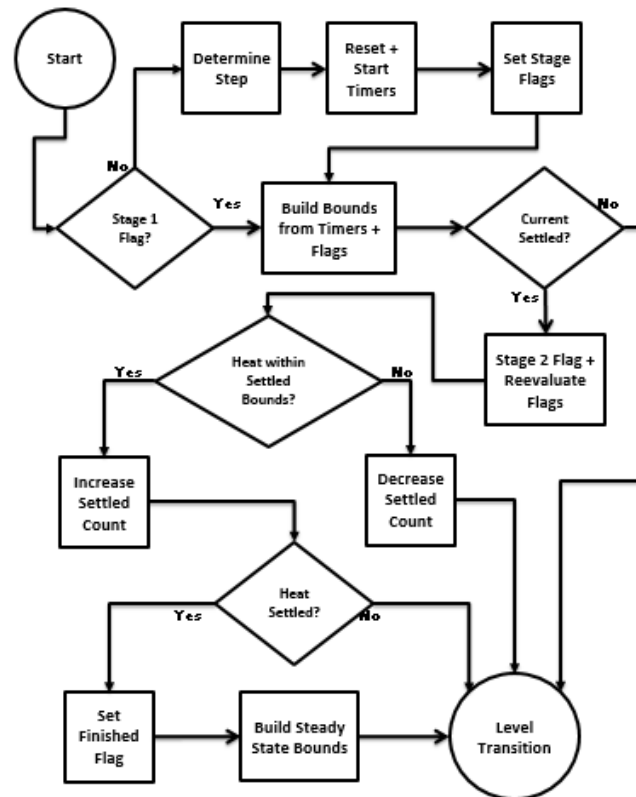 Start
Determine
Step
Reset +
Start
Timers
Set Stage
Flags
No
Stage 1
Flag?
Yes
Build Bounds
from Timers +
Flags
Current
Settled?
No
Yes
Stage 2 Flag +
Reevaluate
Flags
Heat within
Settled
Bounds?
Yes
No
Increase
Settled
Count
Decrease
Settled
Count
Heat
Settled?
Yes
No
Set
Finished
Flag
Build Steady
State Bounds
Level
Transition